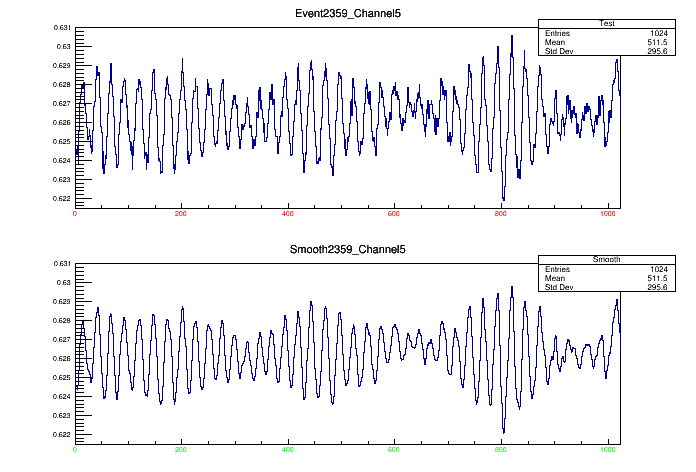 Event2359_Channel5
Test
Entries 1024
Mean 511.5
Std Dev 295.6
0.631
0.63
0.629
0.628
0.627
0.626
0.625
0.624
0.623
0.622
0 200 400 600 800 1000
Smooth2359_Channel5
Smooth
Entries 1024
Mean 511.5
Std Dev 295.6
0.631
0.63
0.629
0.628
0.627
0.626
0.625
0.624
0.623
0.622
0 200 400 600 800 1000